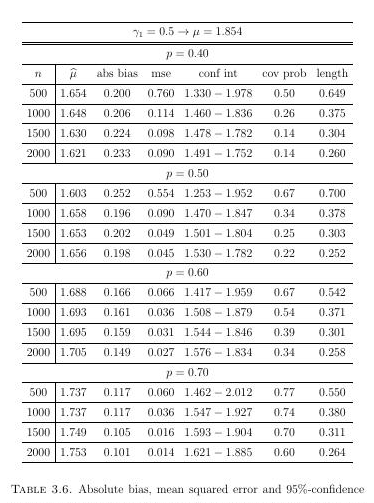 γ₁ = 0.5 → μ = 1.854
p = 0.40
n μ̂ abs bias mse conf int cov prob length
500 1.654 0.200 0.760 1.330 − 1.978 0.50 0.649
1000 1.648 0.206 0.114 1.460 − 1.836 0.26 0.375
1500 1.630 0.224 0.098 1.478 − 1.782 0.14 0.304
2000 1.621 0.233 0.090 1.491 − 1.752 0.14 0.260
p = 0.50
500 1.603 0.252 0.554 1.253 − 1.952 0.67 0.700
1000 1.658 0.196 0.090 1.470 − 1.847 0.34 0.378
1500 1.653 0.202 0.049 1.501 − 1.804 0.25 0.303
2000 1.656 0.198 0.045 1.530 − 1.782 0.22 0.252
p = 0.60
500 1.688 0.166 0.066 1.417 − 1.959 0.67 0.542
1000 1.693 0.161 0.036 1.508 − 1.879 0.54 0.371
1500 1.695 0.159 0.031 1.544 − 1.846 0.39 0.301
2000 1.705 0.149 0.027 1.576 − 1.834 0.34 0.258
p = 0.70
500 1.737 0.117 0.060 1.462 − 2.012 0.77 0.550
1000 1.737 0.117 0.036 1.547 − 1.927 0.74 0.380
1500 1.749 0.105 0.016 1.593 − 1.904 0.70 0.311
2000 1.753 0.101 0.014 1.621 − 1.885 0.60 0.264
TABLE 3.6. Absolute bias, mean squared error and 95%-confidence